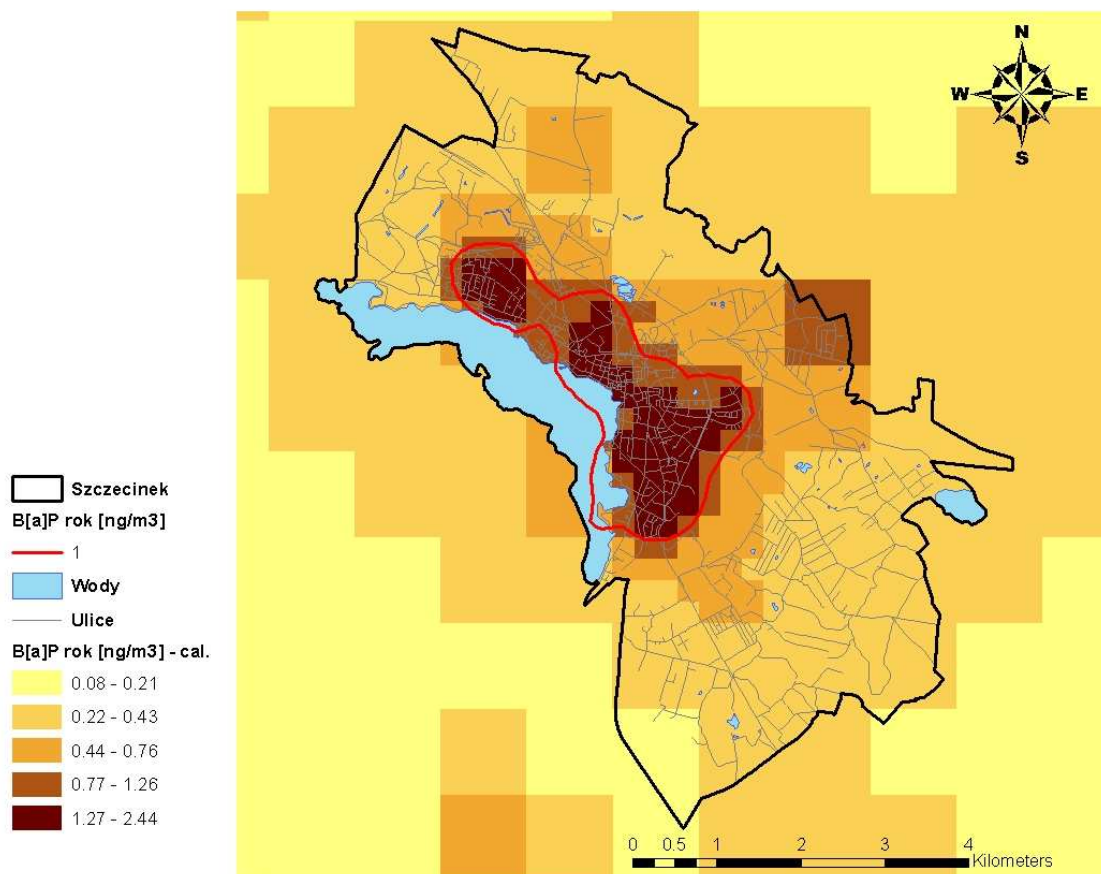 N
W E
S
Szczecinek
B[a]P rok [ng/m3]
1
Wody
Ulice
B[a]P rok [ng/m3] - cal.
0.08 - 0.21
0.22 - 0.43
0.44 - 0.76
0.77 - 1.26
1.27 - 2.44
0 0.5 1 2 3 4
Kilometers